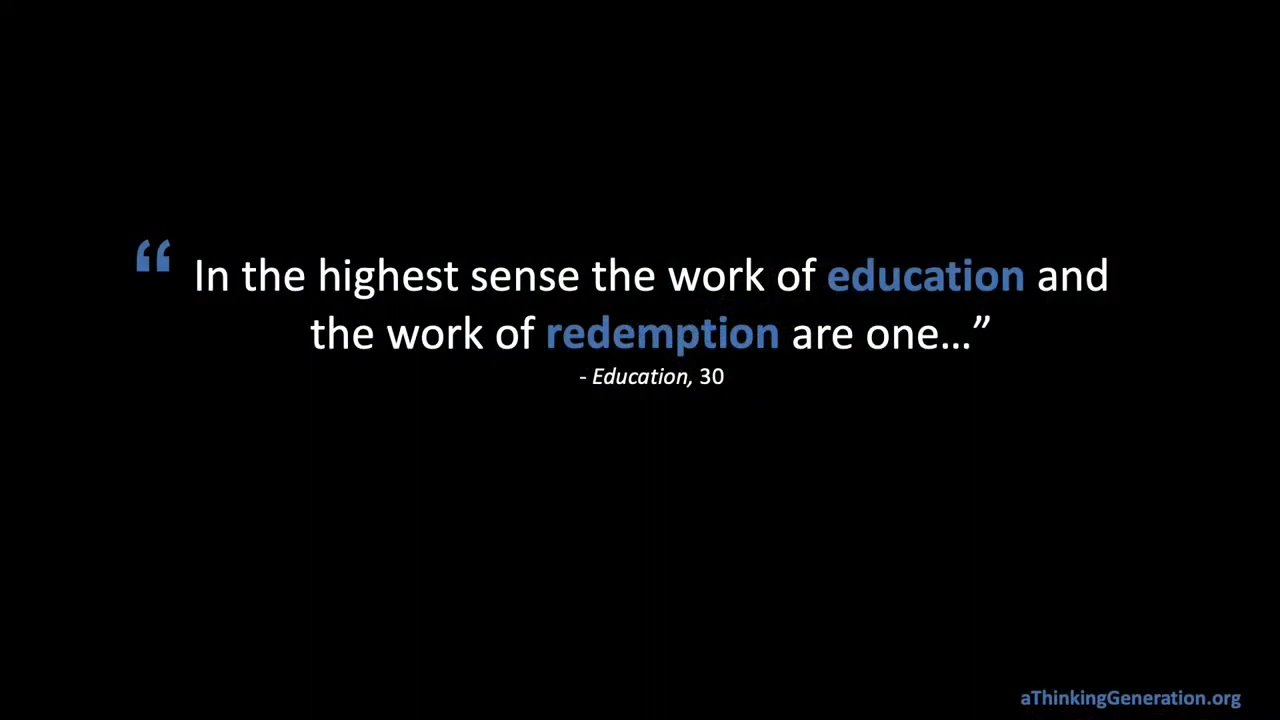 “ In the highest sense the work of education and
the work of redemption are one…”
- Education, 30
aThinkingGeneration.org